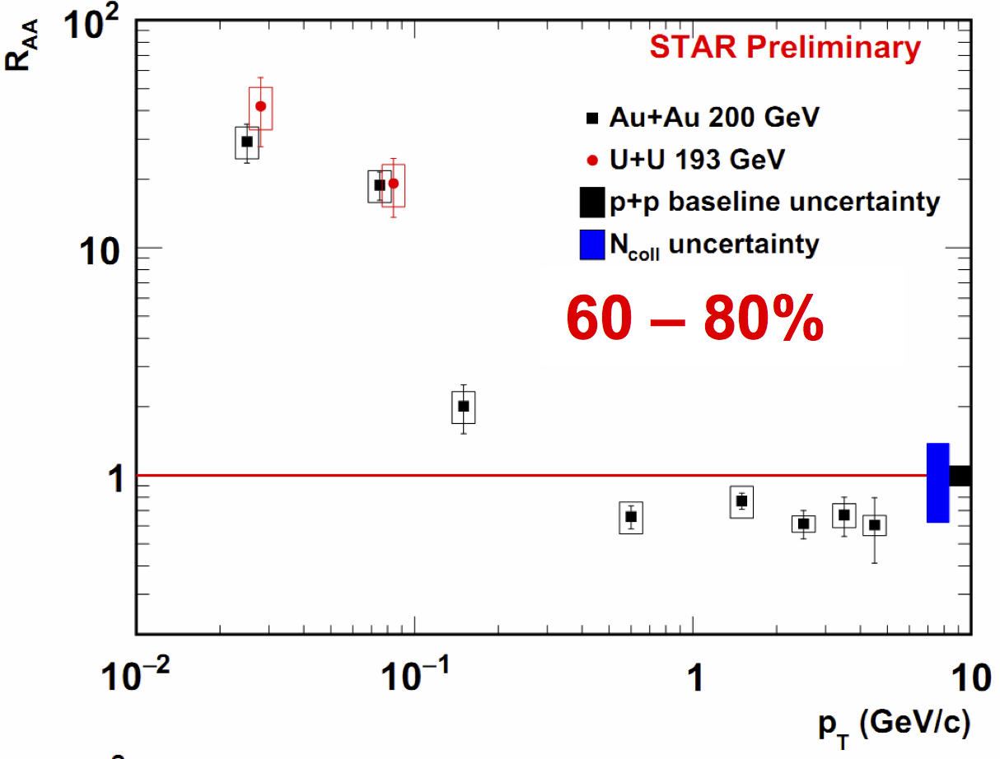 R_AA
10^2
STAR Preliminary
Au+Au 200 GeV
U+U 193 GeV
p+p baseline uncertainty
10
N_coll uncertainty
60 – 80%
1
10^−2
10^−1
1
10
p_T (GeV/c)